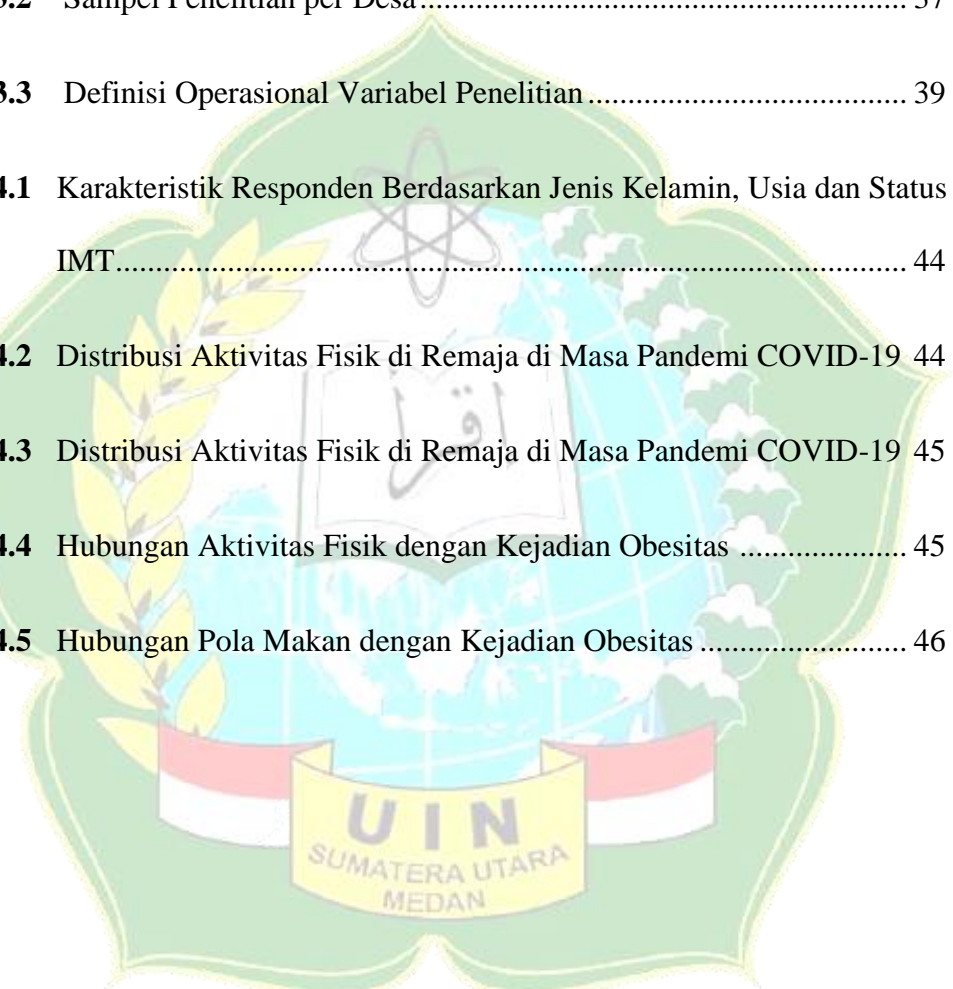 3.2 Sampel Penelitian per Desa........................................................ 37
3.3 Definisi Operasional Variabel Penelitian................................... 39
4.1 Karakteristik Responden Berdasarkan Jenis Kelamin, Usia dan Status
IMT...................................................................................... 44
4.2 Distribusi Aktivitas Fisik di Remaja di Masa Pandemi COVID-19 44
4.3 Distribusi Aktivitas Fisik di Remaja di Masa Pandemi COVID-19 45
4.4 Hubungan Aktivitas Fisik dengan Kejadian Obesitas ................... 45
4.5 Hubungan Pola Makan dengan Kejadian Obesitas ....................... 46
اقرأ
UIN
SUMATERA UTARA
MEDAN